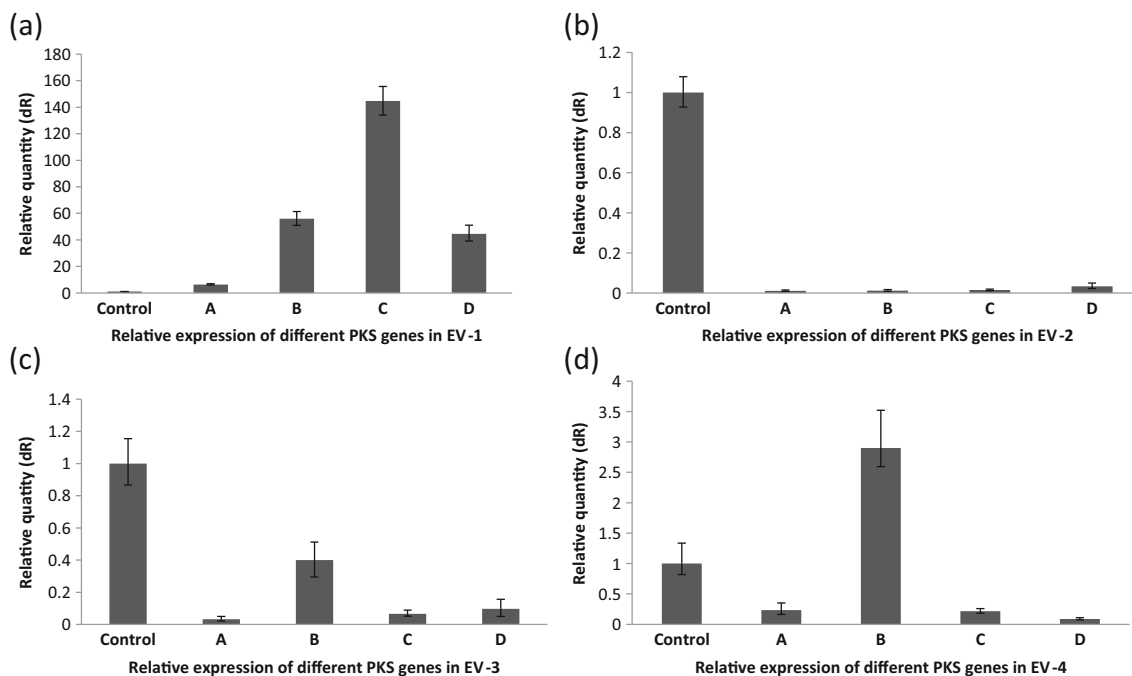 (a)
Relative quantity (dR)
180
160
140
120
100
80
60
40
20
0
Control A B C D
Relative expression of different PKS genes in EV-1
(b)
Relative quantity (dR)
1.2
1
0.8
0.6
0.4
0.2
0
Control A B C D
Relative expression of different PKS genes in EV-2
(c)
Relative quatity (dR)
1.4
1.2
1
0.8
0.6
0.4
0.2
0
Control A B C D
Relative expression of different PKS genes in EV-3
(d)
Relative quantity (dR)
4
3.5
3
2.5
2
1.5
1
0.5
0
Control A B C D
Relative expression of different PKS genes in EV-4